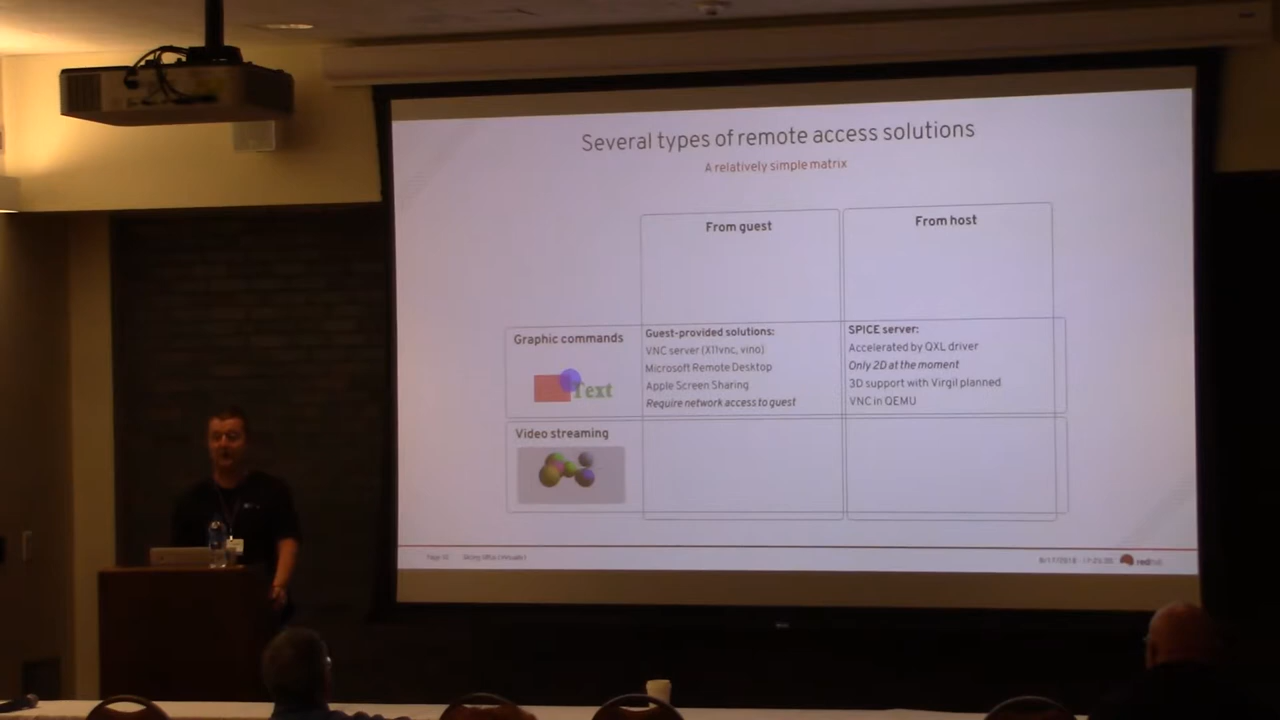 Several types of remote access solutions
A relatively simple matrix
From guest
From host
Graphic commands
Text
Guest-provided solutions:
VNC server (X11vnc, vino)
Microsoft Remote Desktop
Apple Screen Sharing
Require network access to guest
SPICE server:
Accelerated by QXL driver
Only 2D at the moment
3D support with Virgil planned
VNC in QEMU
Video streaming
redhat